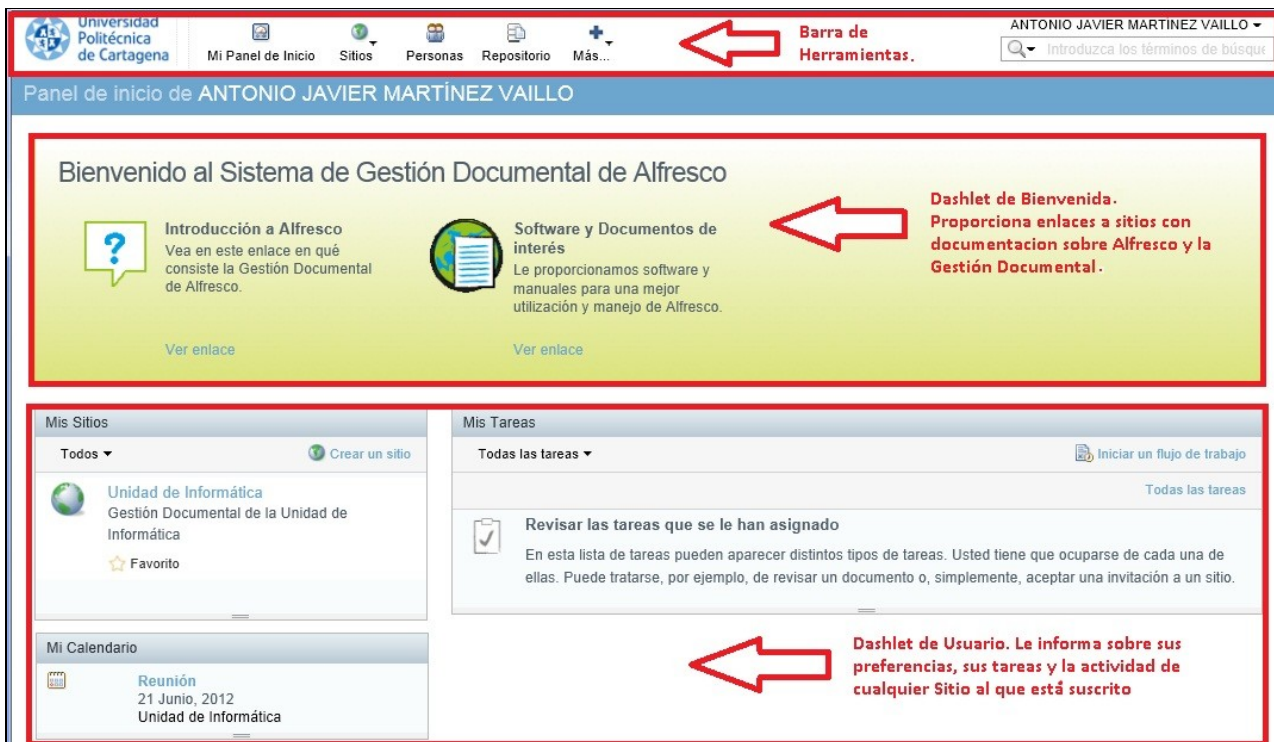 Universidad
Politécnica
de Cartagena
Mi Panel de Inicio
Sitios
Personas
Repositorio
Más...
Barra de
Herramientas.
ANTONIO JAVIER MARTINEZ VAILLO
Introduzca los términos de búsque
Panel de inicio de ANTONIO JAVIER MARTÍNEZ VAILLO
Bienvenido al Sistema de Gestión Documental de Alfresco
Introducción a Alfresco
Vea en este enlace en qué
consiste la Gestión Documental
de Alfresco.
Ver enlace
Software y Documentos de
interés
Le proporcionamos software y
manuales para una mejor
utilización y manejo de Alfresco.
Ver enlace
Dashlet de Bienvenida.
Proporciona enlaces a sitios con
documentacion sobre Alfresco y la
Gestión Documental.
Mis Sitios
Todos
Crear un sitio
Unidad de Informática
Gestión Documental de la Unidad de
Informática
Favorito
Mis Tareas
Todas las tareas
Iniciar un flujo de trabajo
Todas las tareas
Revisar las tareas que se le han asignado
En esta lista de tareas pueden aparecer distintos tipos de tareas. Usted tiene que ocuparse de cada una de
ellas. Puede tratarse, por ejemplo, de revisar un documento o, simplemente, aceptar una invitación a un sitio.
Mi Calendario
Reunión
21 Junio, 2012
Unidad de Informática
Dashlet de Usuario. Le informa sobre sus
preferencias, sus tareas y la actividad de
cualquier Sitio al que está suscrito